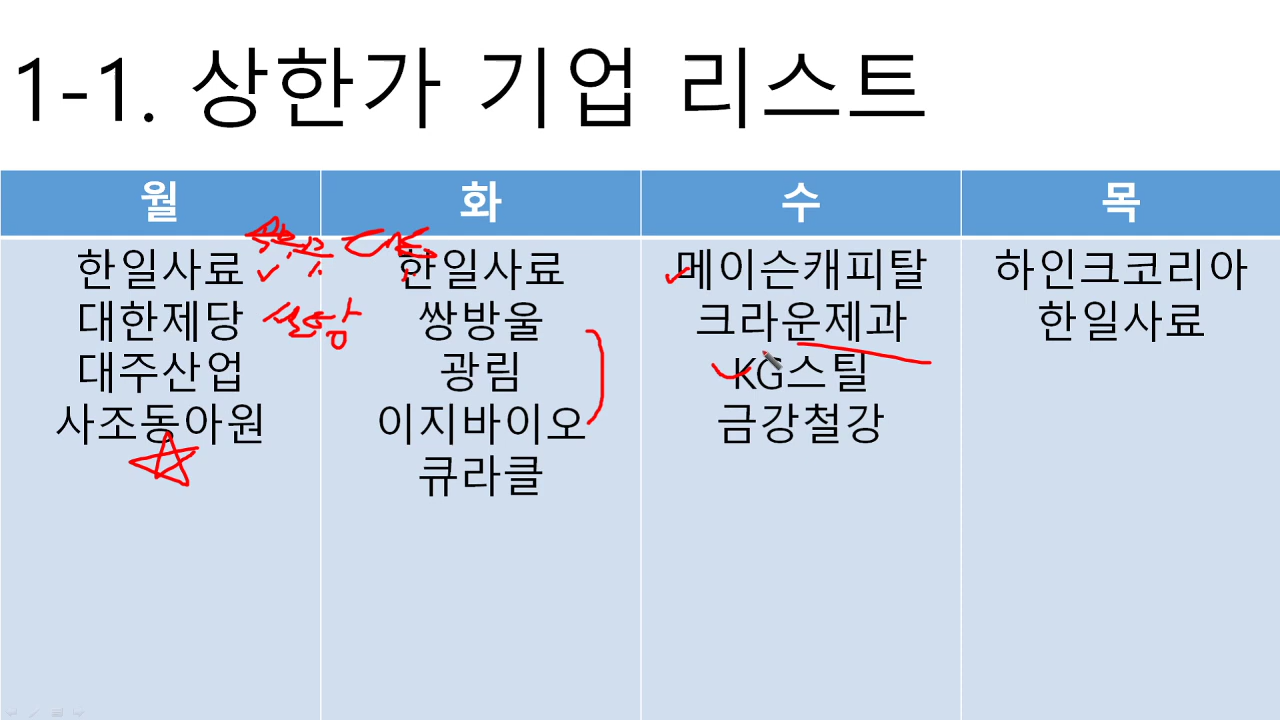 1-1. 상한가 기업 리스트
월 화 수 목
한일사료 한일사료 메이슨캐피탈 하인크코리아
대한제당 쌍방울 크라운제과 한일사료
대주산업 광림 KG스틸
사조동아원 이지바이오 금강철강
큐라클